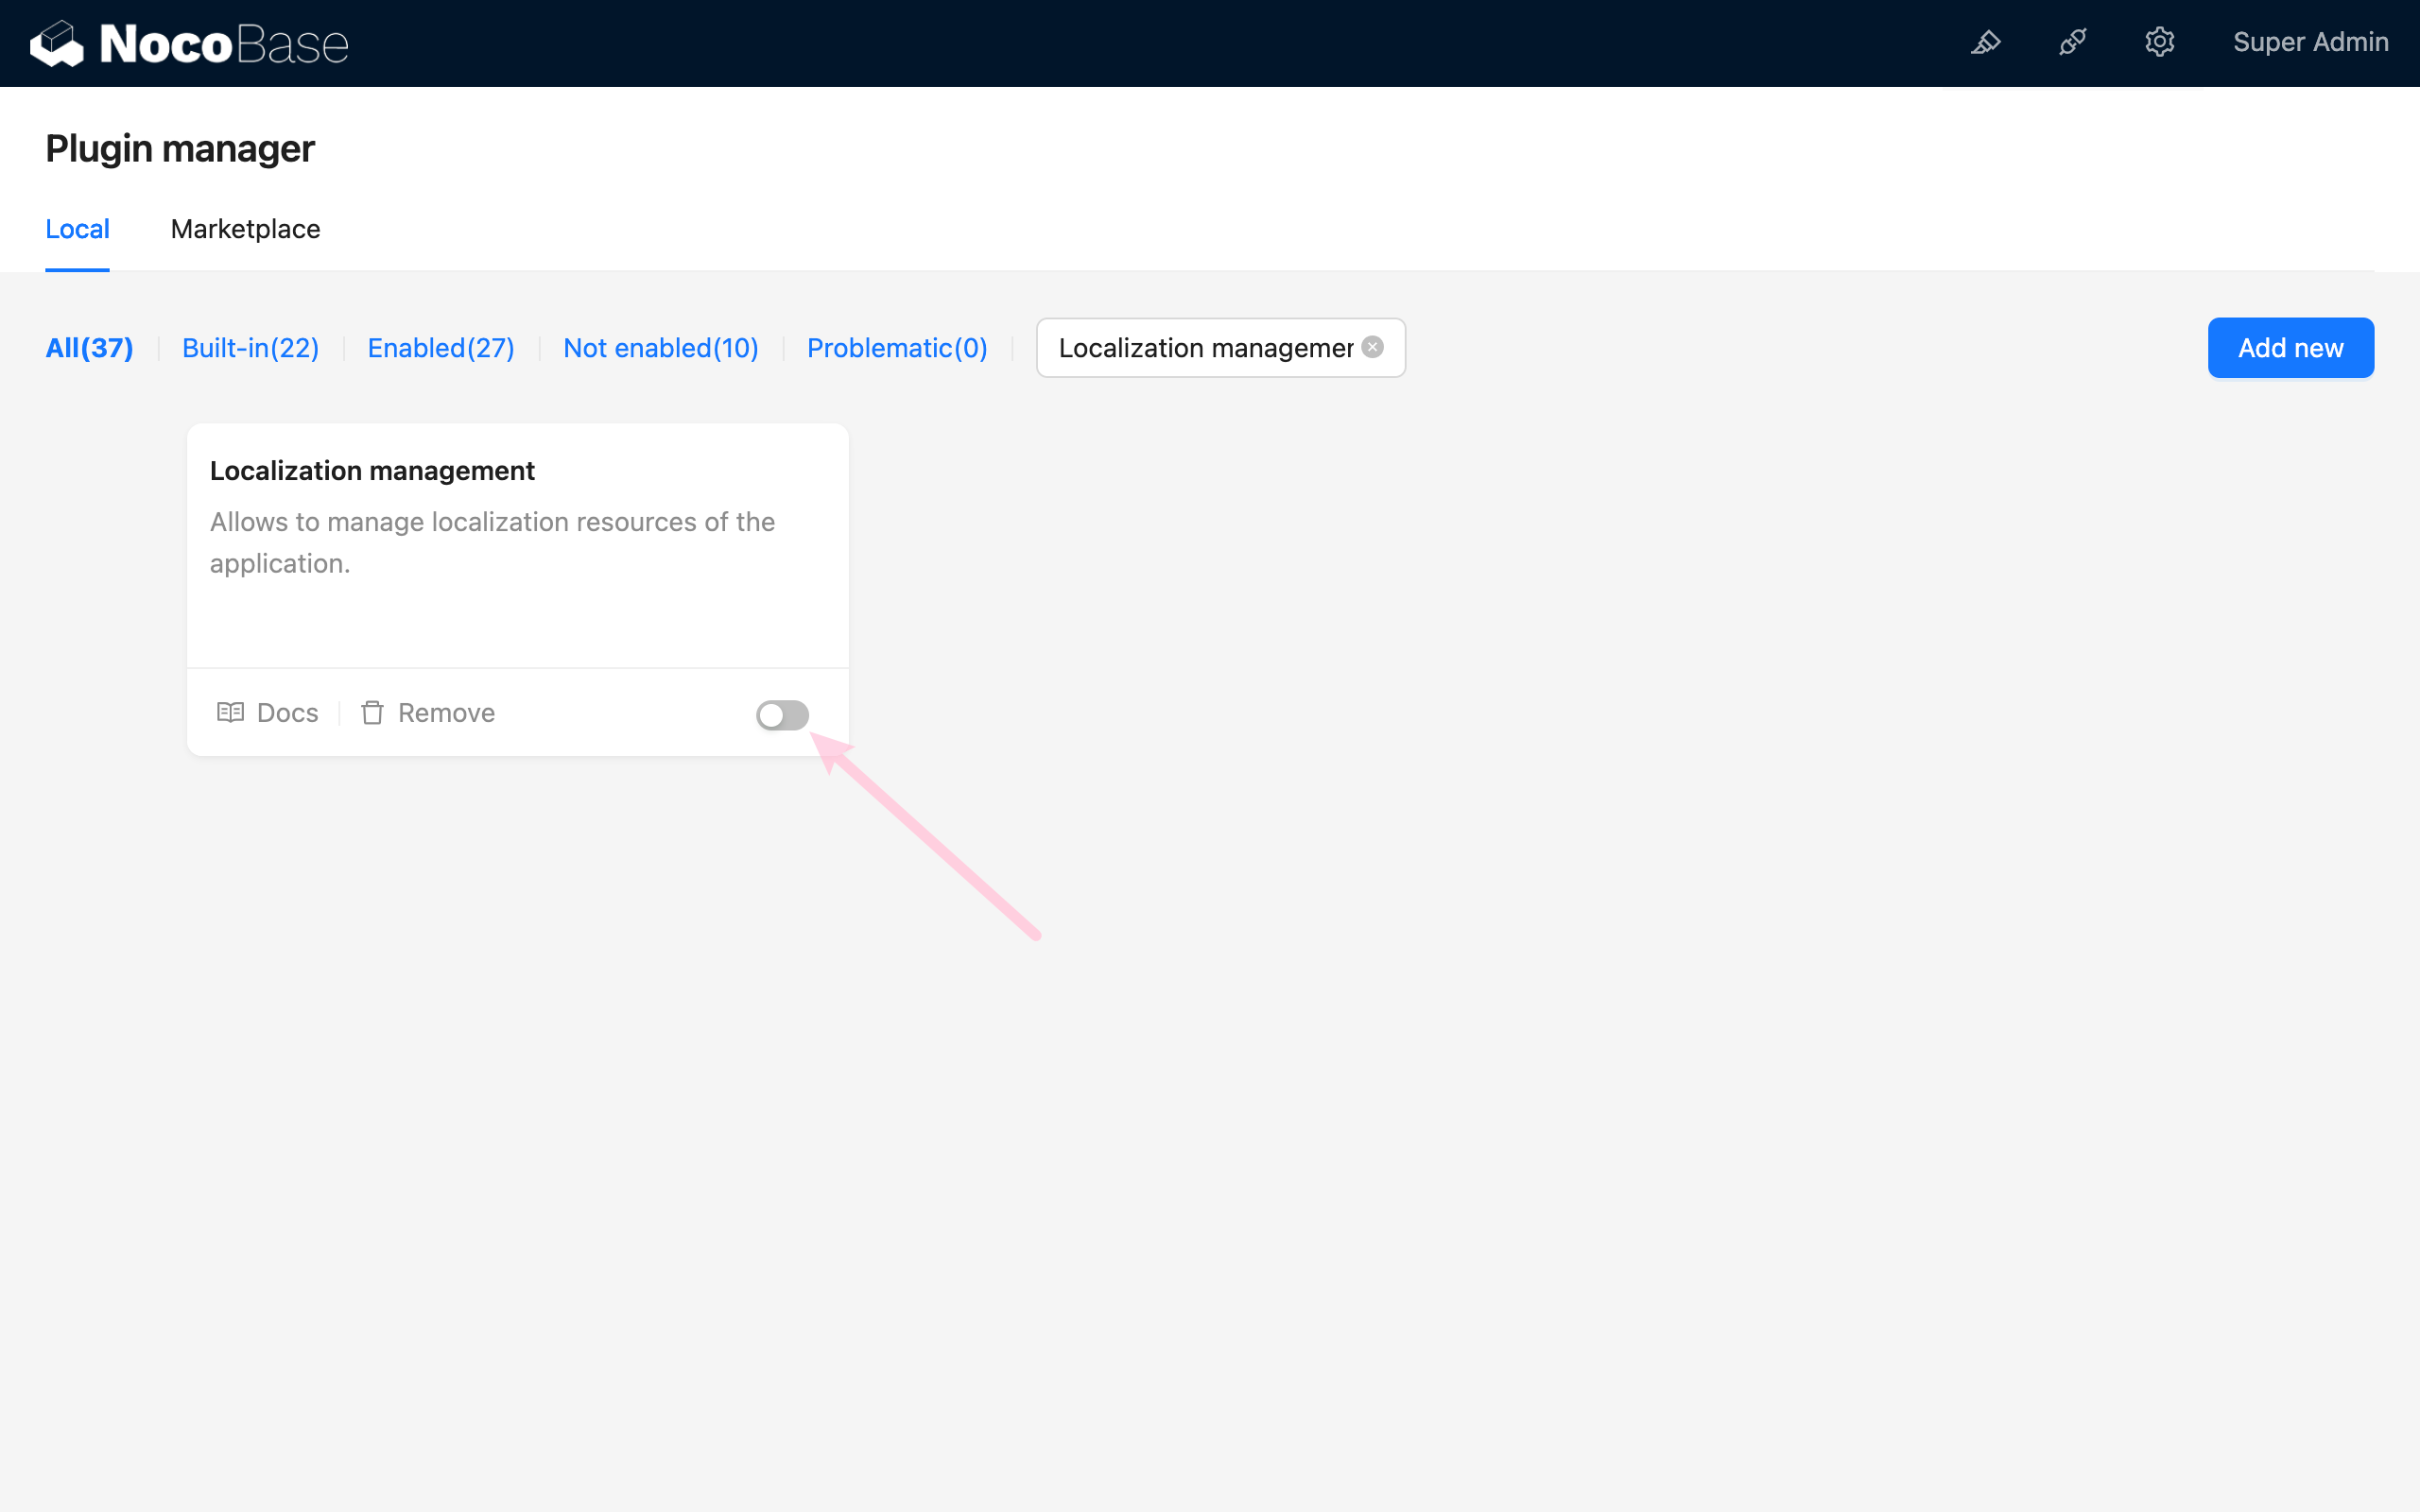 NocoBase
Super Admin
Plugin manager
Local
Marketplace
All(37)
Built-in(22)
Enabled(27)
Not enabled(10)
Problematic(0)
Localization managemer
Add new
Localization management
Allows to manage localization resources of the
application.
Docs
Remove